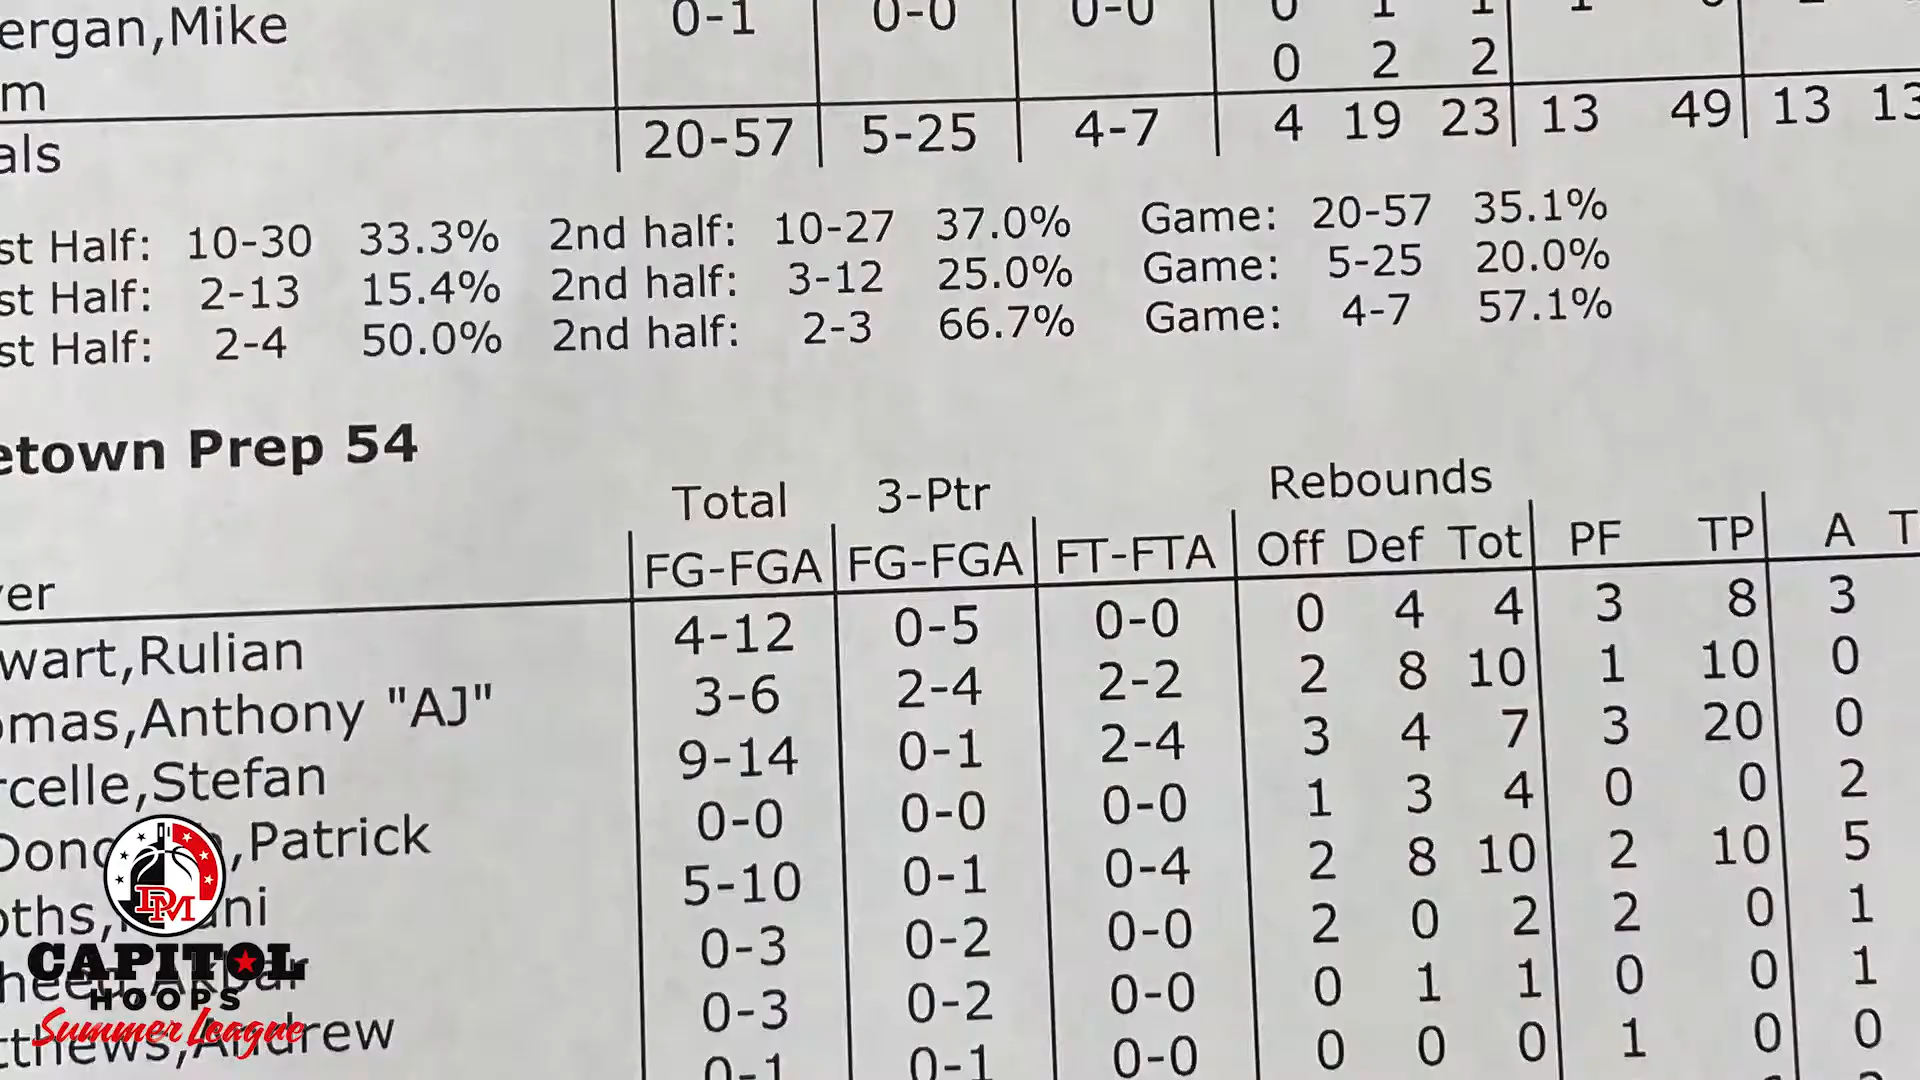 ergan,Mike 0-1 0-0 0-0 0 1 1 1
m 0 2 2
als 20-57 5-25 4-7 4 19 23 13 49 13 13
st Half: 10-30 33.3% 2nd half: 10-27 37.0% Game: 20-57 35.1%
st Half: 2-13 15.4% 2nd half: 3-12 25.0% Game: 5-25 20.0%
st Half: 2-4 50.0% 2nd half: 2-3 66.7% Game: 4-7 57.1%
etown Prep 54
Total 3-Ptr Rebounds
er FG-FGA FG-FGA FT-FTA Off Def Tot PF TP A T
wart,Rulian 4-12 0-5 0-0 0 4 4 3 8 3
omas,Anthony "AJ" 3-6 2-4 2-2 2 8 10 1 10 0
rcelle,Stefan 9-14 0-1 2-4 3 4 7 3 20 0
,Patrick 0-0 0-0 0-0 1 3 4 0 0 2
oths, ni 5-10 0-1 0-4 2 8 10 2 10 5
0-3 0-2 0-0 2 0 2 2 0 1
tthews,Andrew 0-3 0-2 0-0 0 1 1 0 0 1
0-1 0-1 0-0 0 0 0 1 0 0
DM
CAPITOL
HOOPS
Summer League